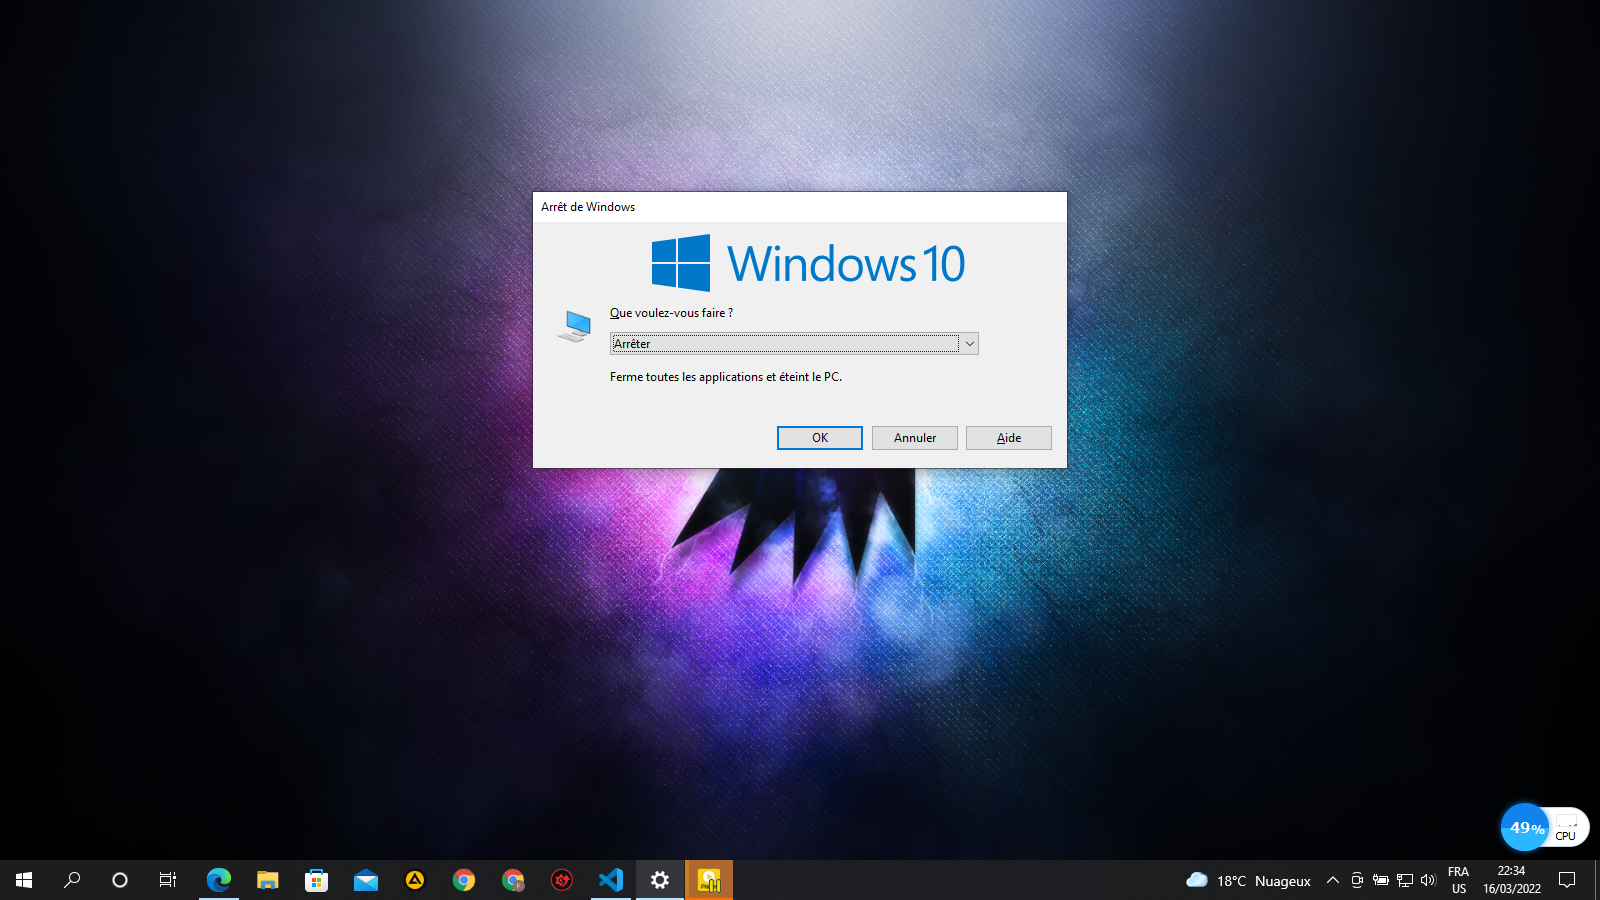 Arrêt de Windows
Windows 10
Que voulez-vous faire ?
Arrêter
Ferme toutes les applications et éteint le PC.
OK Annuler Aide
49%
CPU
18°C Nuageux
FRA
US
22:34
16/03/2022